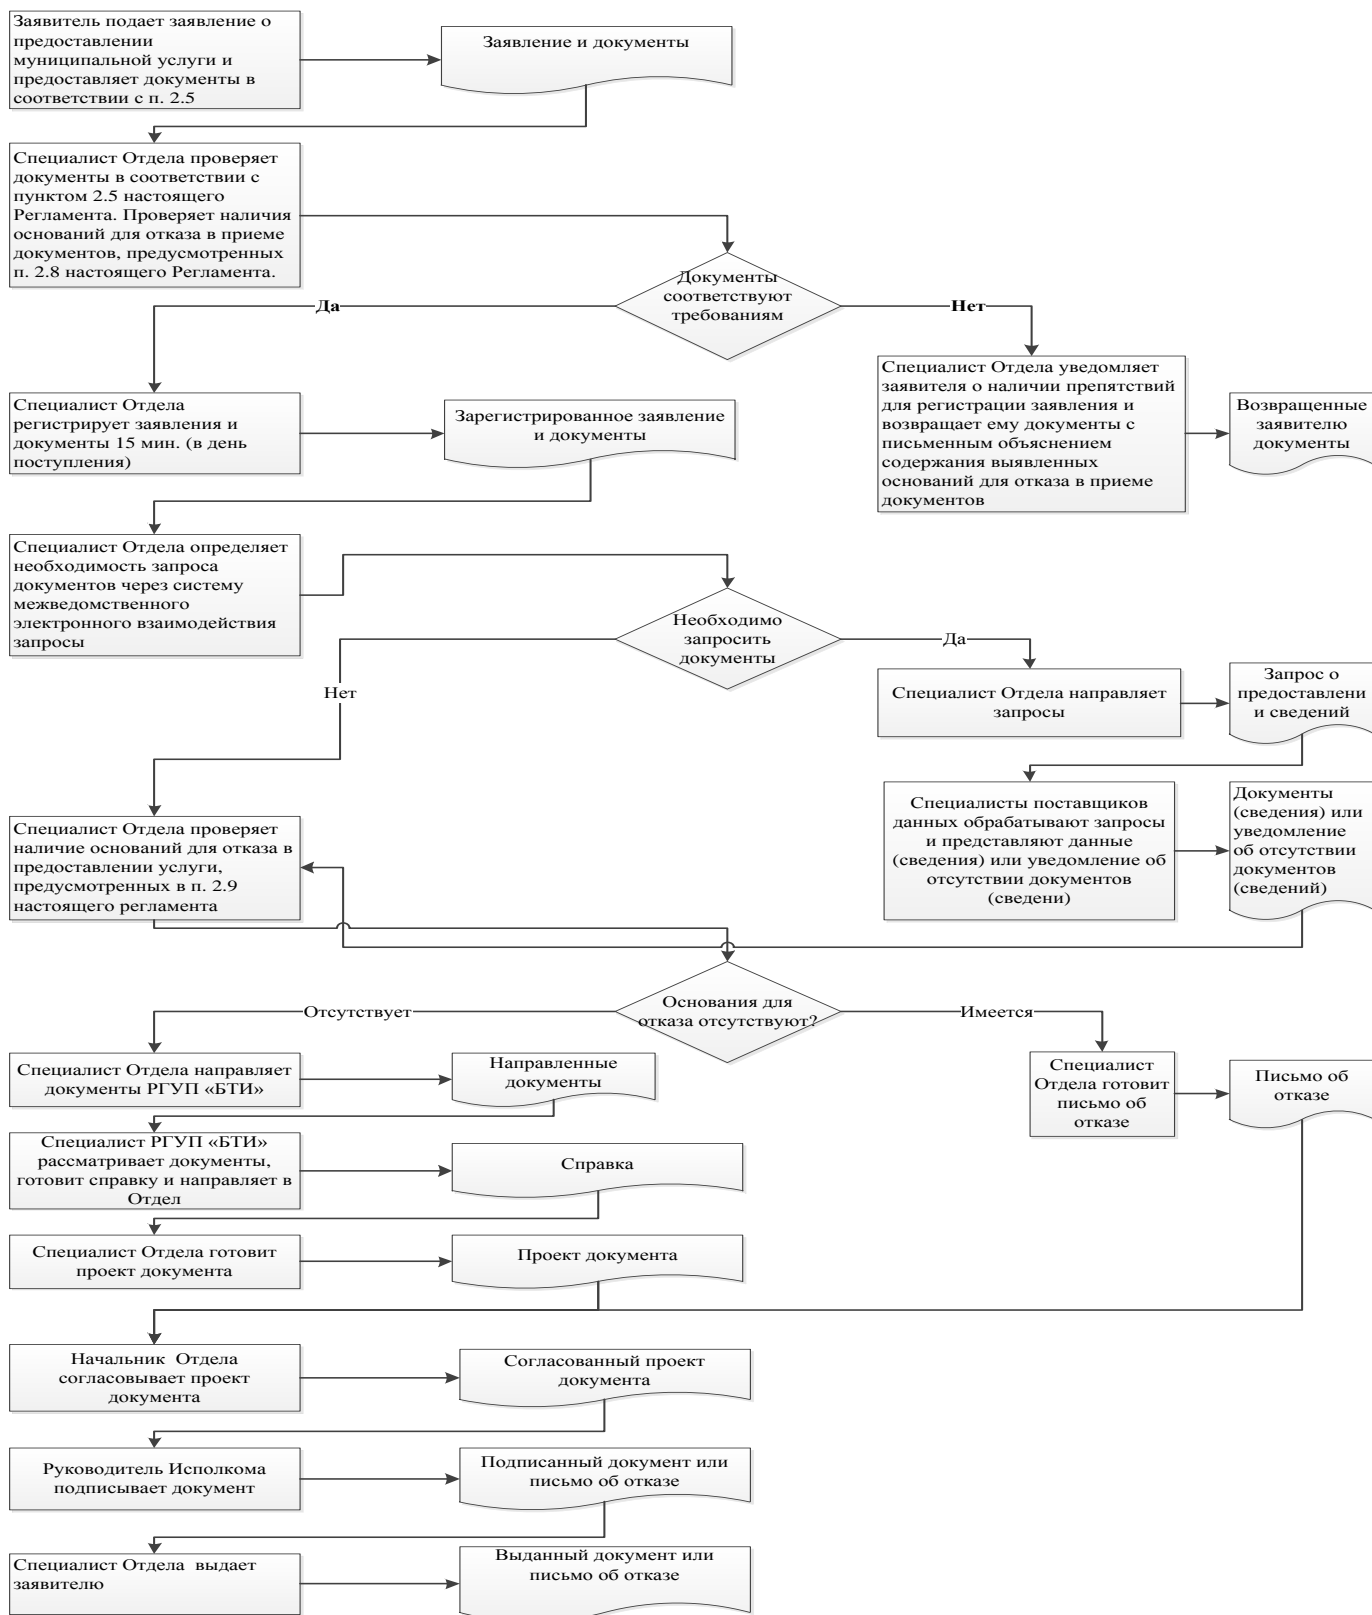 Заявитель подает заявление о
предоставлении
муниципальной услуги и
предоставляет документы в
соответствии с п. 2.5
Заявление и документы
Специалист Отдела проверяет
документы в соответствии с
пунктом 2.5 настоящего
Регламента. Проверяет наличия
оснований для отказа в приеме
документов, предусмотренных
п. 2.8 настоящего Регламента.
Документы
соответствуют
требованиям
Да
Нет
Специалист Отдела
регистрирует заявления и
документы 15 мин. (в день
поступления)
Зарегистрированное заявление
и документы
Специалист Отдела уведомляет
заявителя о наличии препятствий
для регистрации заявления и
возвращает ему документы с
письменным объяснением
содержания выявленных
оснований для отказа в приеме
документов
Возвращенные
заявителю
документы
Специалист Отдела определяет
необходимость запроса
документов через систему
межведомственного
электронного взаимодействия
запросы
Необходимо
запросить
документы
Да
Нет
Специалист Отдела направляет
запросы
Запрос о
предоставлени
и сведений
Специалисты поставщиков
данных обрабатывают запросы
и представляют данные
(сведения) или уведомление об
отсутствии документов
(сведени)
Документы
(сведения) или
уведомление
об отсутствии
документов
(сведений)
Специалист Отдела проверяет
наличие оснований для отказа в
предоставлении услуги,
предусмотренных в п. 2.9
настоящего регламента
Основания для
отказа отсутствуют?
Отсутствует
Имеется
Специалист Отдела направляет
документы РГУП «БТИ»
Направленные
документы
Специалист
Отдела готовит
письмо об
отказе
Письмо об
отказе
Специалист РГУП «БТИ»
рассматривает документы,
готовит справку и направляет в
Отдел
Справка
Специалист Отдела готовит
проект документа
Проект документа
Начальник  Отдела
согласовывает проект
документа
Согласованный проект
документа
Руководитель Исполкома
подписывает документ
Подписанный документ или
письмо об отказе
Специалист Отдела  выдает
заявителю
Выданный документ или
письмо об отказе